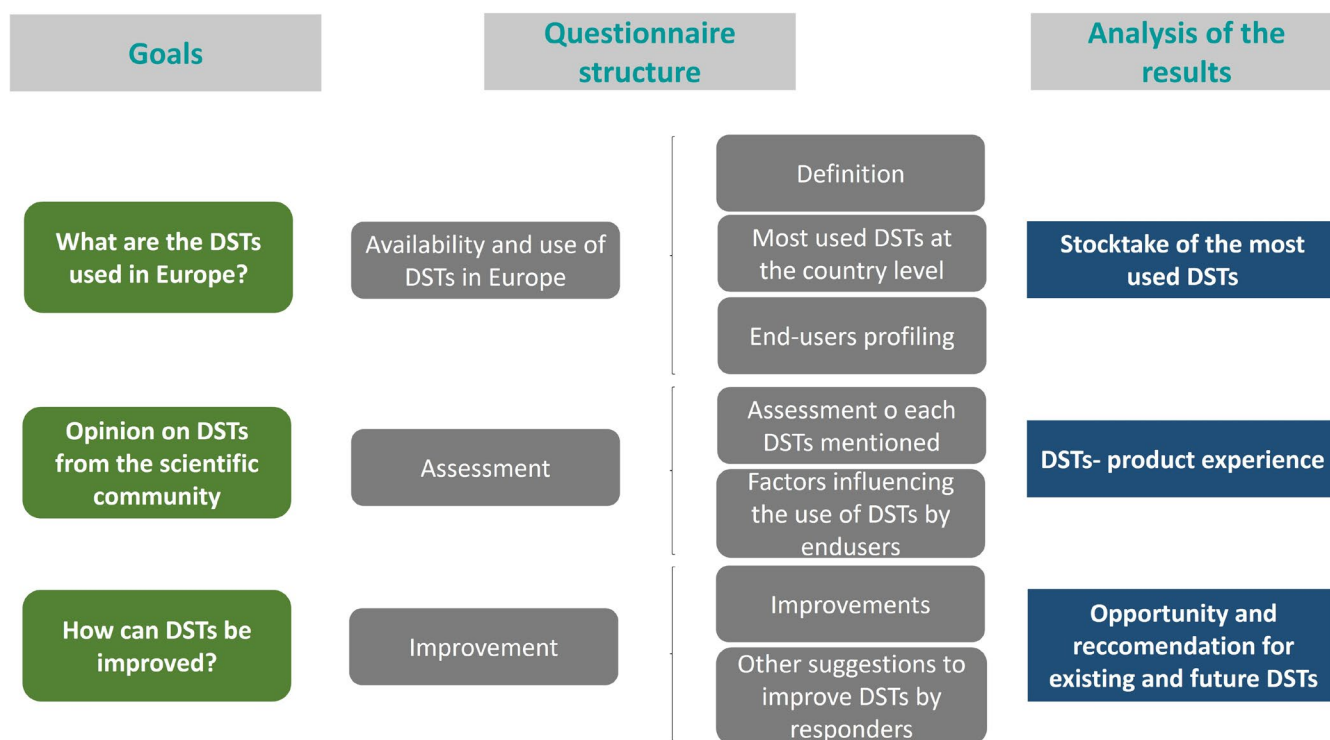 Goals
Questionnaire
structure
Analysis of the
results
What are the DSTs
used in Europe?
Availability and use of
DSTs in Europe
Definition
Most used DSTs at
the country level
End-users profiling
Stocktake of the most
used DSTs
Opinion on DSTs
from the scientific
community
Assessment
Assessment o each
DSTs mentioned
Factors influencing
the use of DSTs by
endusers
DSTs- product experience
How can DSTs be
improved?
Improvement
Improvements
Other suggestions to
improve DSTs by
responders
Opportunity and
reccomendation for
existing and future DSTs